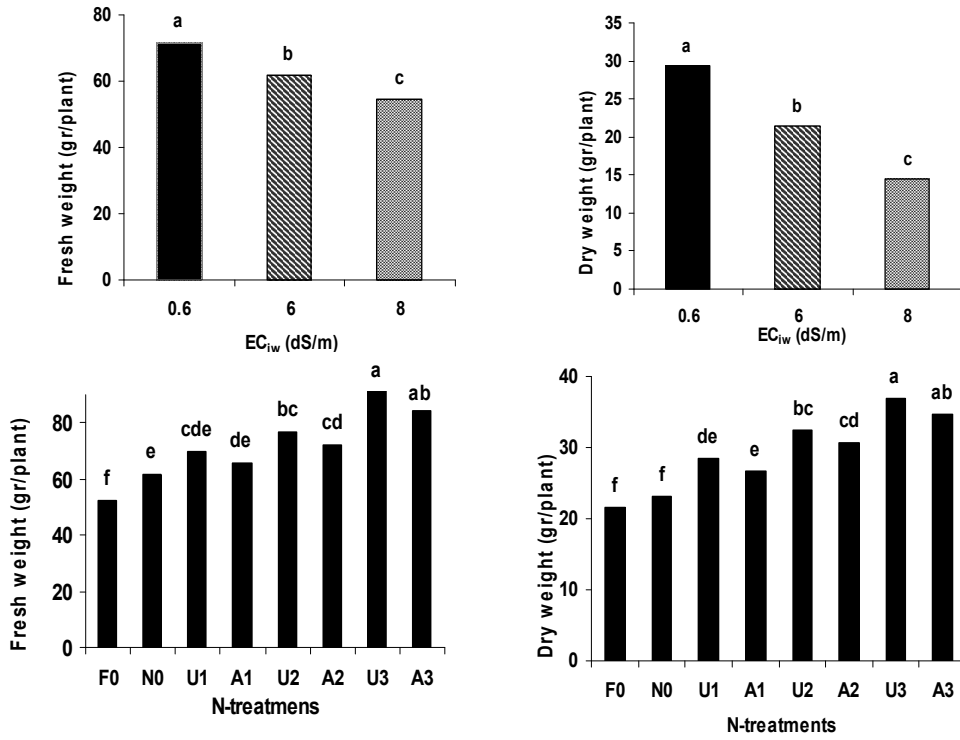 Fresh weight (gr/plant)
80
60
40
20
0
a
b
c
0.6 6 8
ECiw (dS/m)
Dry weight (gr/plant)
35
30
25
20
15
10
5
0
a
b
c
0.6 6 8
ECiw (dS/m)
Fresh weight (gr/plant)
80
60
40
20
0
f e cde de bc cd a ab
F0 N0 U1 A1 U2 A2 U3 A3
N-treatmens
Dry weight (gr/plant)
40
30
20
10
0
f f de e bc cd a ab
F0 N0 U1 A1 U2 A2 U3 A3
N-treatments